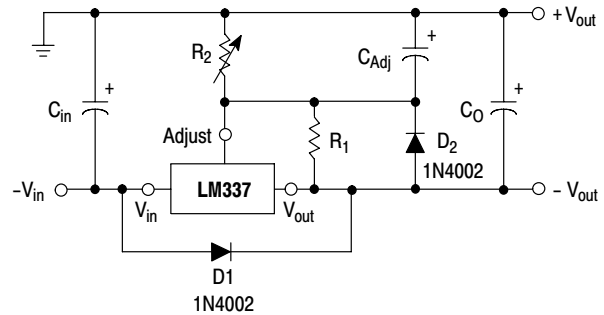 + Vout
R2
CAdj
+
+
+
Cin
CO
Adjust
R1
D2
1N4002
−Vin
LM337
− Vout
Vin
Vout
D1
1N4002